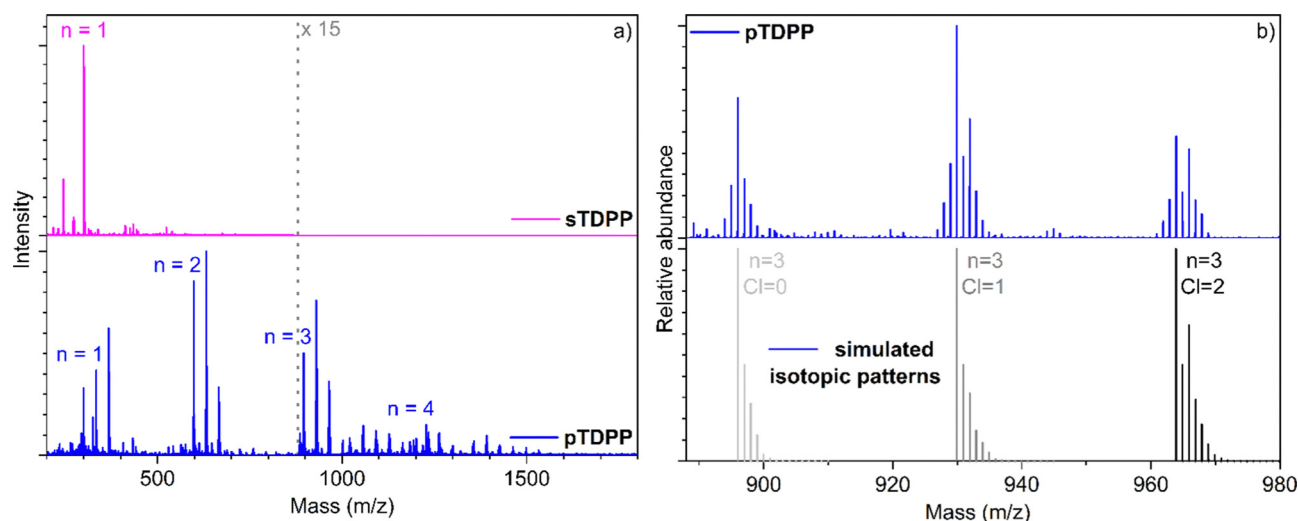 n = 1
x 15
a)
sTDPP
n = 2
n = 3
n = 1
n = 4
pTDPP
Intensity
500
1000
1500
Mass (m/z)
pTDPP
b)
n=3
Cl=0
n=3
Cl=1
n=3
Cl=2
simulated
isotopic patterns
Relative abundance
900
920
940
960
980
Mass (m/z)